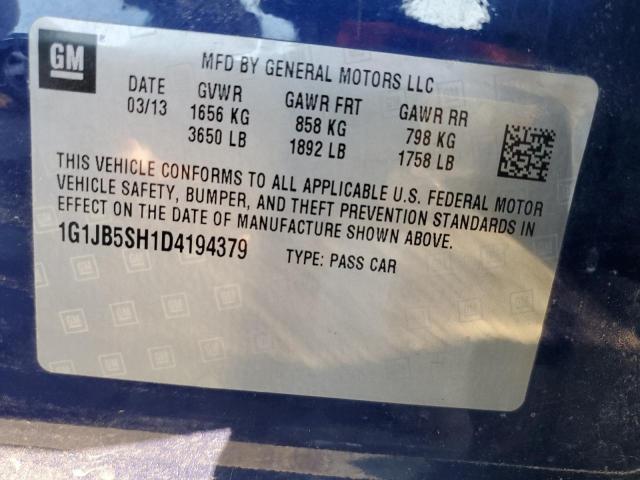 GM
MFD BY GENERAL MOTORS LLC
DATE GVWR GAWR FRT GAWR RR
03/13 1656 KG 858 KG 798 KG
3650 LB 1892 LB 1758 LB
THIS VEHICLE CONFORMS TO ALL APPLICABLE U.S. FEDERAL MOTOR
VEHICLE SAFETY, BUMPER, AND THEFT PREVENTION STANDARDS IN
EFFECT ON THE DATE OF MANUFACTURE SHOWN ABOVE.
1G1JB5SH1D4194379 TYPE: PASS CAR